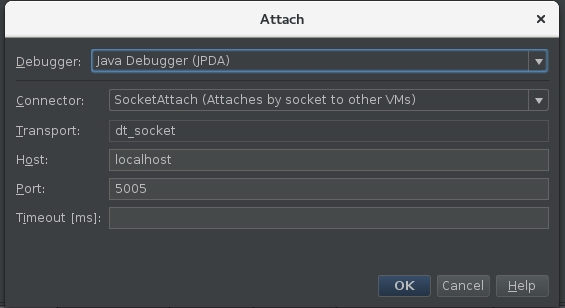 Attach
Debugger: Java Debugger (JPDA)
Connector: SocketAttach (Attaches by socket to other VMs)
Transport: dt_socket
Host: localhost
Port: 5005
Timeout [ms]:
OK Cancel Help